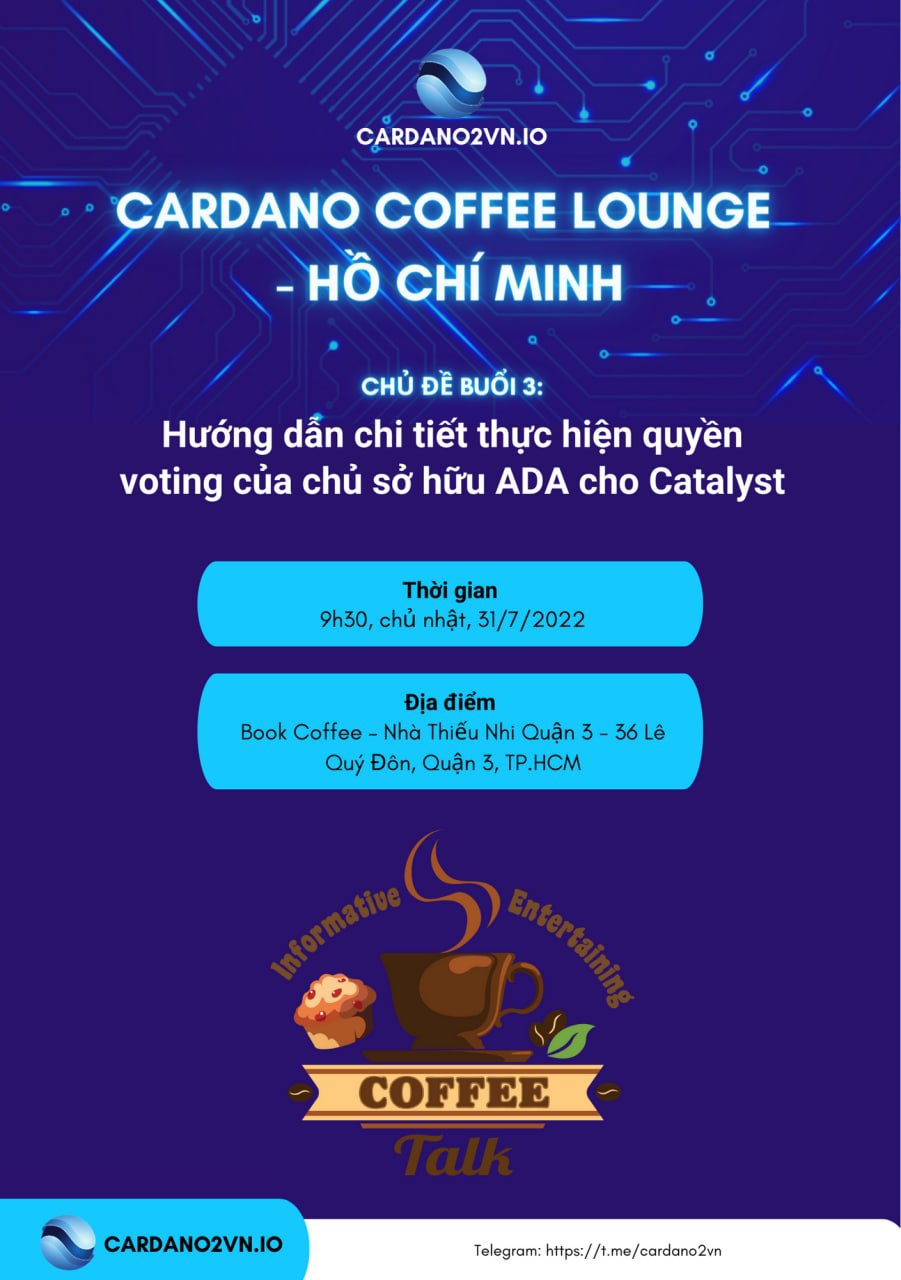 CARDANO2VN.IO
CARDANO COFFEE LOUNGE
- HỒ CHÍ MINH
CHỦ ĐỀ BUỔI 3:
Hướng dẫn chi tiết thực hiện quyền
voting của chủ sở hữu ADA cho Catalyst
Thời gian
9h30, chủ nhật, 31/7/2022
Địa điểm
Book Coffee - Nhà Thiếu Nhi Quận 3 - 36 Lê
Quý Đôn, Quận 3, TP.HCM
Informative Entertaining
COFFEE
Talk
CARDANO2VN.IO
Telegram: https://t.me/cardano2vn